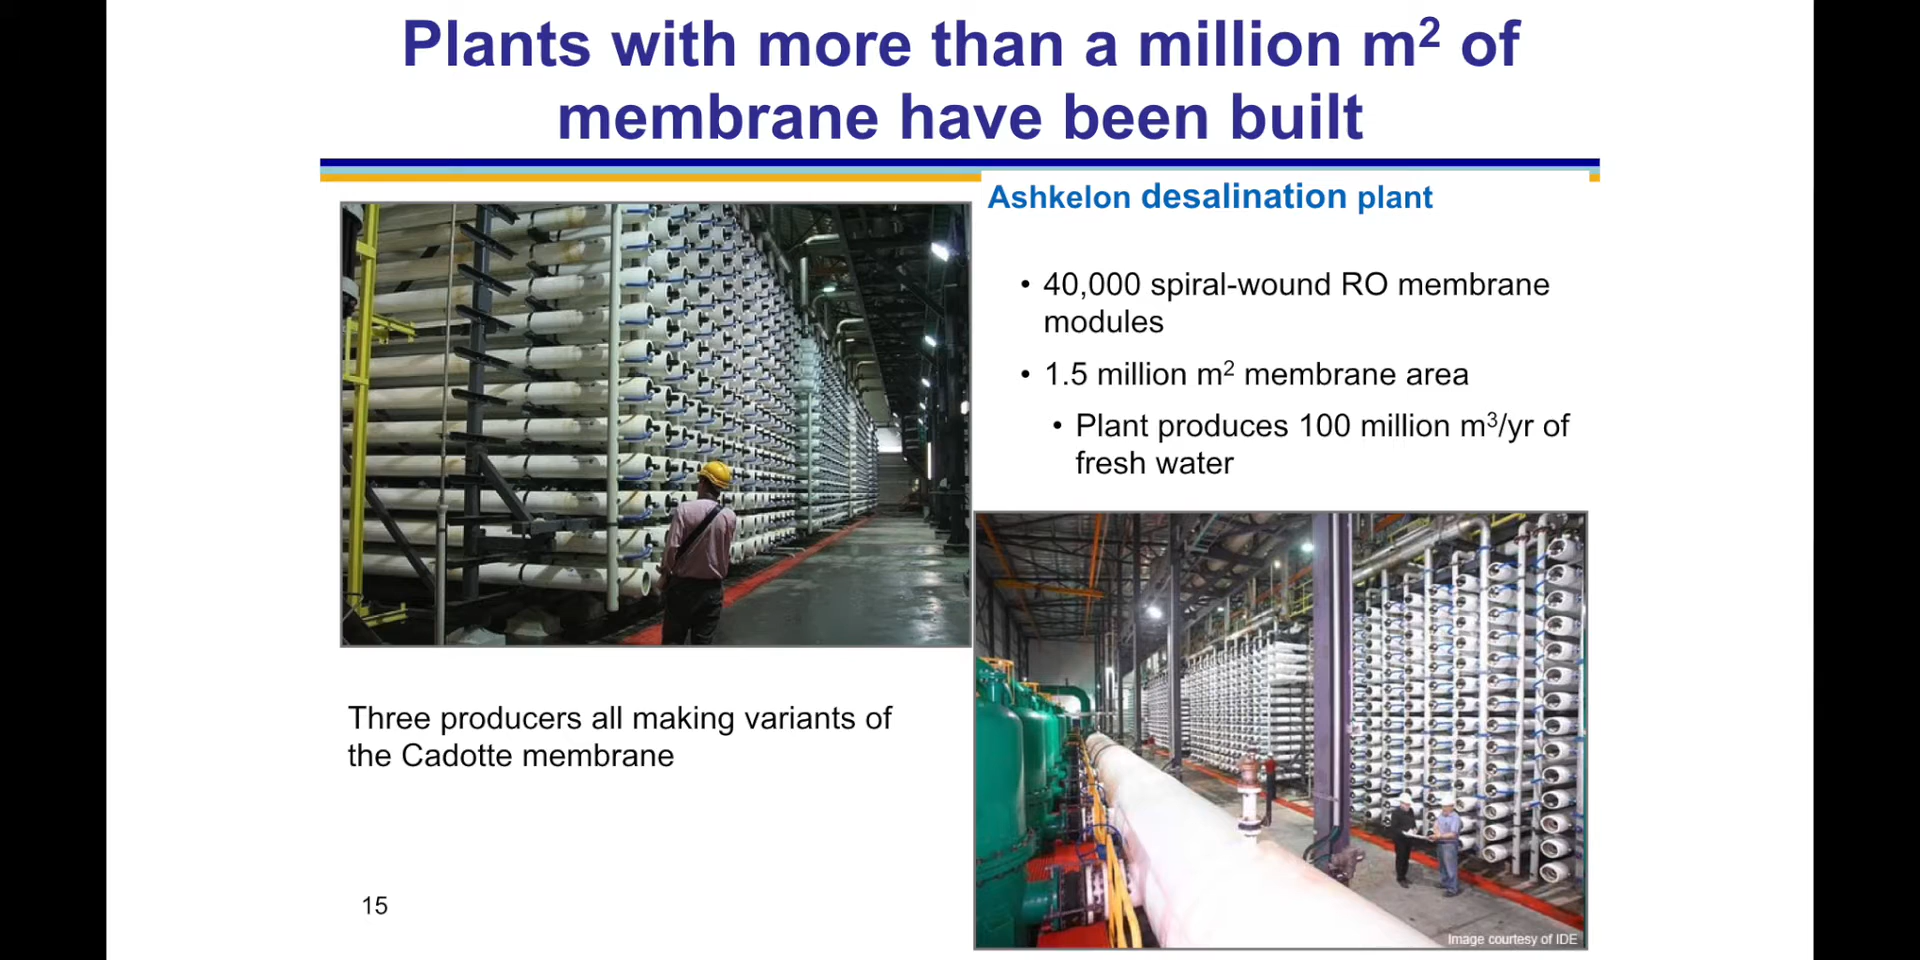 Plants with more than a million m² of
membrane have been built
Ashkelon desalination plant
• 40,000 spiral-wound RO membrane
modules
• 1.5 million m² membrane area
• Plant produces 100 million m³/yr of
fresh water
Three producers all making variants of
the Cadotte membrane
Image courtesy of IDE
15